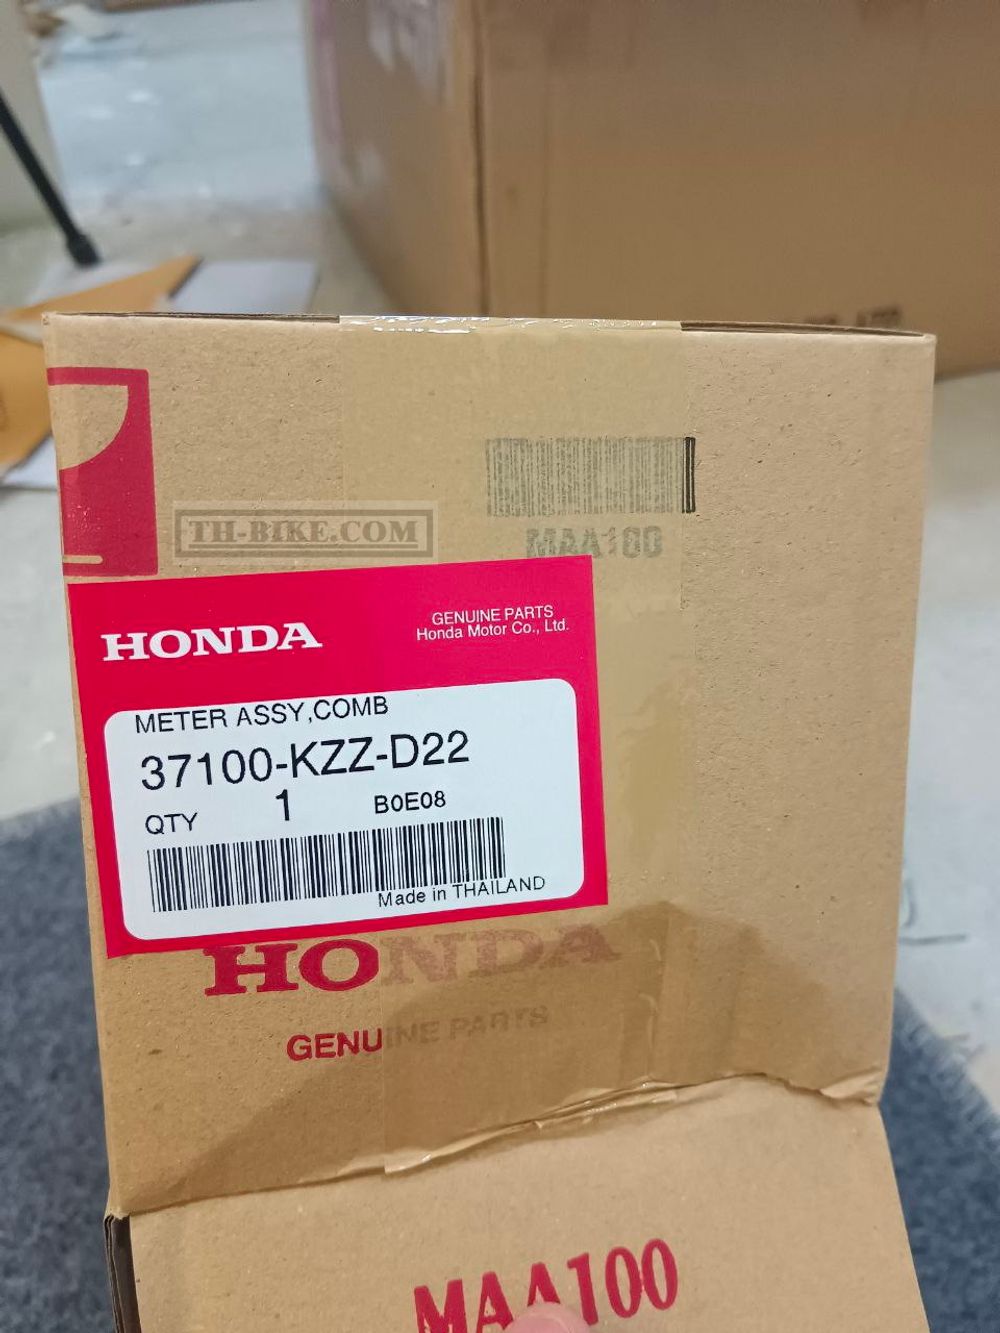 MAA100
TH-BIKE.COM
HONDA
GENUINE PARTS
Honda Motor Co., Ltd.
METER ASSY,COMB
37100-KZZ-D22
QTY 1 B0E08
Made in THAILAND
HONDA
GENUINE PARTS
MAA100